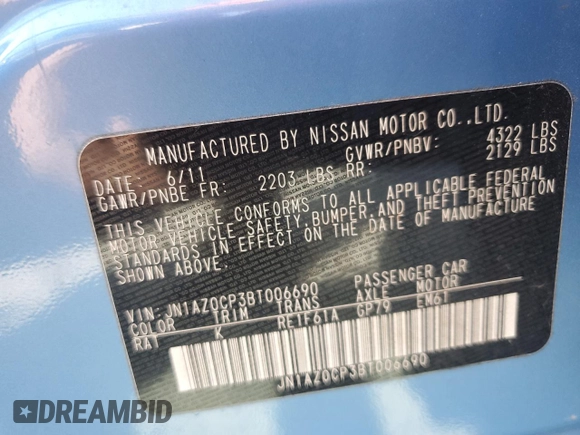 MANUFACTURED BY NISSAN MOTOR CO.,LTD.
DATE: 6/11 GVWR/PNBV: 4322 LBS
GAWR/PNBE FR: 2203 LBS RR: 2129 LBS
THIS VEHICLE CONFORMS TO ALL APPLICABLE FEDERAL
MOTOR VEHICLE SAFETY, BUMPER, AND THEFT PREVENTION
STANDARDS IN EFFECT ON THE DATE OF MANUFACTURE
SHOWN ABOVE.
VIN: JN1AZ0CP3BT006690 PASSENGER CAR
COLOR TRIM TRANS AXLE MOTOR
RAT K RE1F61A GP79 EM61
JN1AZ0CP3BT006690
DREAMBID